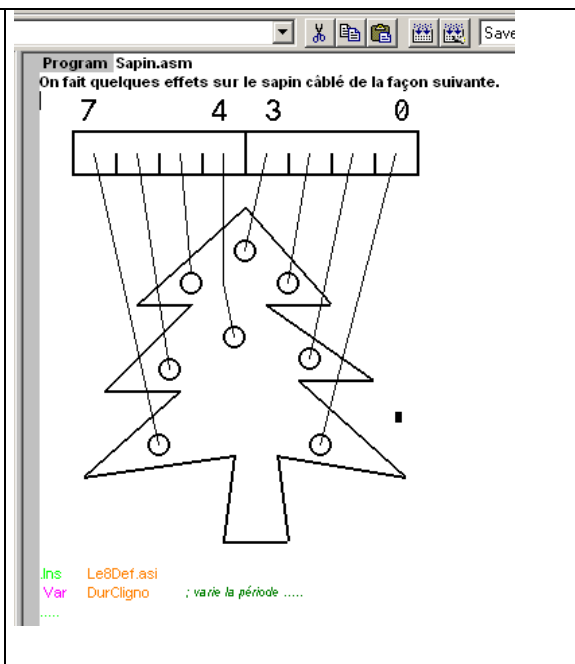 Save
Program Sapin.asm
On fait quelques effets sur le sapin câblé de la façon suivante.
7 4 3 0
.Ins Le8Def.asi
.Var DurCligno ; varie la période .....
.....